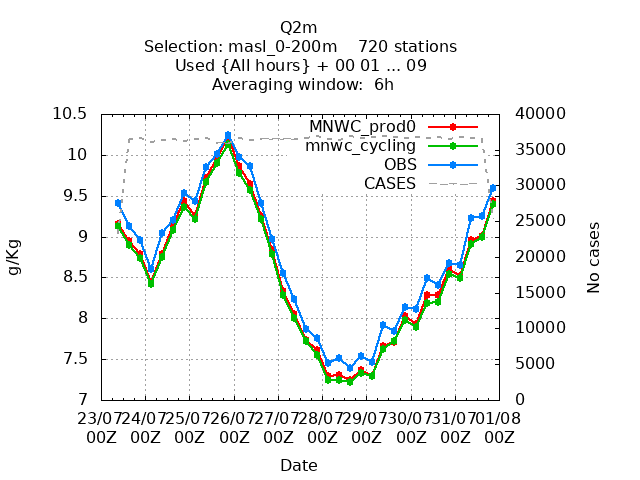 Q2m
Selection: masl_0-200m    720 stations
Used {All hours} + 00 01 ... 09
Averaging window:  6h
10.5
10
9.5
9
8.5
8
7.5
7
40000
35000
30000
25000
20000
15000
10000
5000
0
MNWC_prod0
mnwc_cycling
OBS
CASES
g/Kg
No cases
23/07 24/07 25/07 26/07 27/07 28/07 29/07 30/07 31/07 01/08
00Z 00Z 00Z 00Z 00Z 00Z 00Z 00Z 00Z 00Z
Date